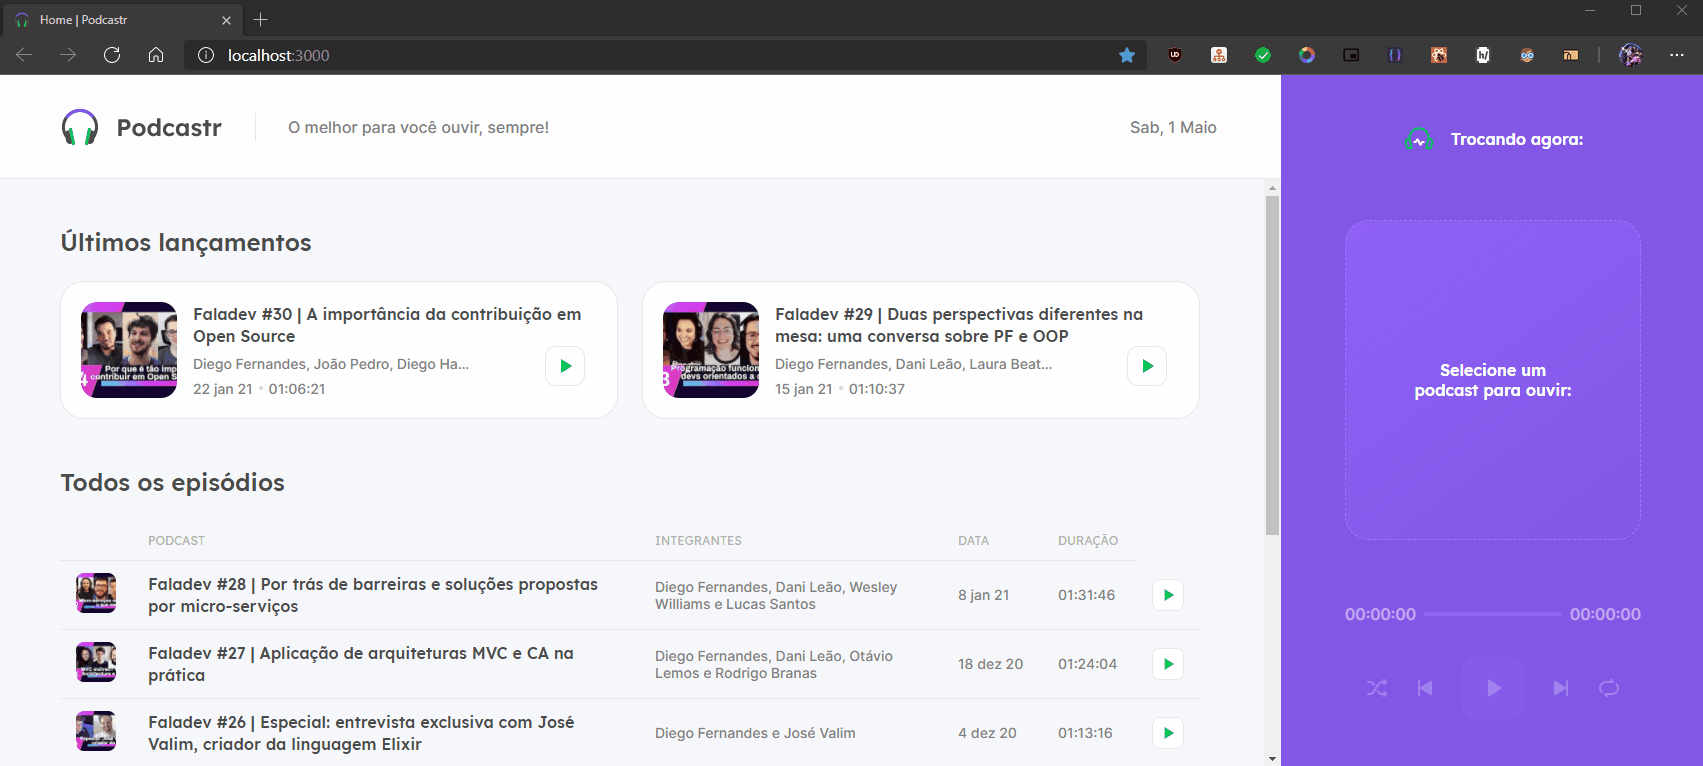 Home | Podcastr
localhost:3000
Podcastr
O melhor para você ouvir, sempre!
Sab, 1 Maio
Trocando agora:
Últimos lançamentos
Faladev #30 | A importância da contribuição em
Open Source
Diego Fernandes, João Pedro, Diego Ha...
22 jan 21 • 01:06:21
Por que é tão imp
contribuir em Open S
Faladev #29 | Duas perspectivas diferentes na
mesa: uma conversa sobre PF e OOP
Diego Fernandes, Dani Leão, Laura Beat...
15 jan 21 • 01:10:37
Programação funcion
devs orientados a
Selecione um
podcast para ouvir:
Todos os episódios
PODCAST INTEGRANTES DATA DURAÇÃO
Faladev #28 | Por trás de barreiras e soluções propostas
por micro-serviços
Diego Fernandes, Dani Leão, Wesley
Williams e Lucas Santos
8 jan 21
01:31:46
Faladev #27 | Aplicação de arquiteturas MVC e CA na
prática
Diego Fernandes, Dani Leão, Otávio
Lemos e Rodrigo Branas
18 dez 20
01:24:04
Faladev #26 | Especial: entrevista exclusiva com José
Valim, criador da linguagem Elixir
Diego Fernandes e José Valim
4 dez 20
01:13:16
00:00:00 00:00:00